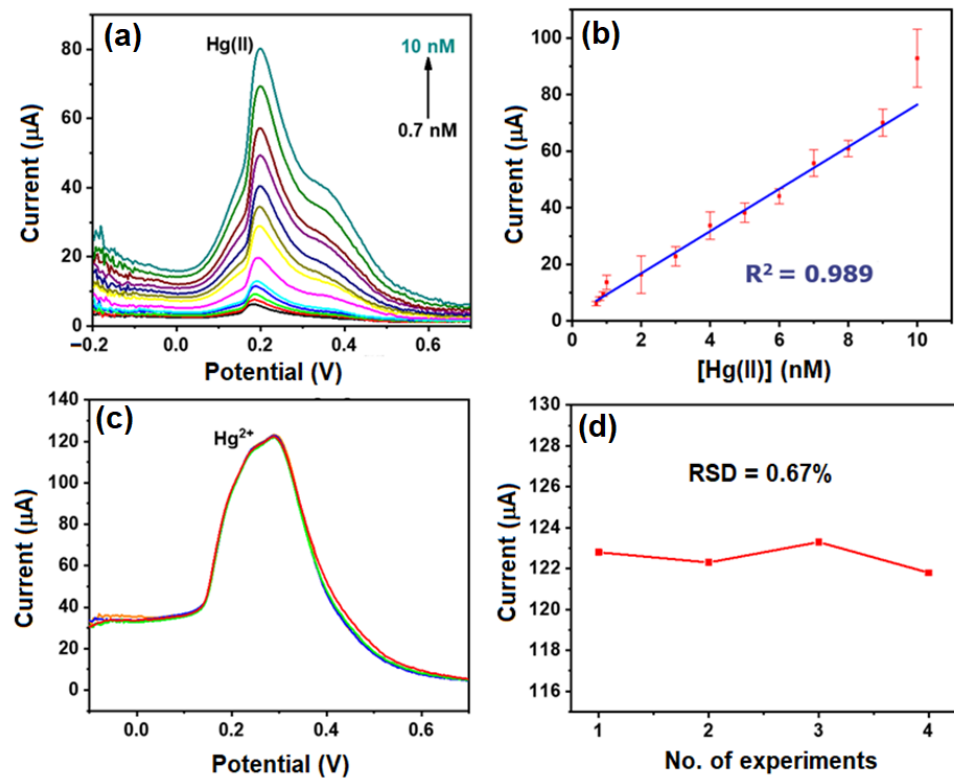 (a)
Hg(II)
10 nM
0.7 nM
80
60
40
20
0
Current (µA)
−0.2 0.0 0.2 0.4 0.6
Potential (V)
(b)
100
80
60
40
20
0
Current (µA)
R² = 0.989
0 2 4 6 8 10
[Hg(II)] (nM)
(c)
Hg²⁺
140
120
100
80
60
40
20
0
Current (µA)
0.0 0.2 0.4 0.6
Potential (V)
(d)
RSD = 0.67%
130
128
126
124
122
120
118
116
Current (µA)
1 2 3 4
No. of experiments